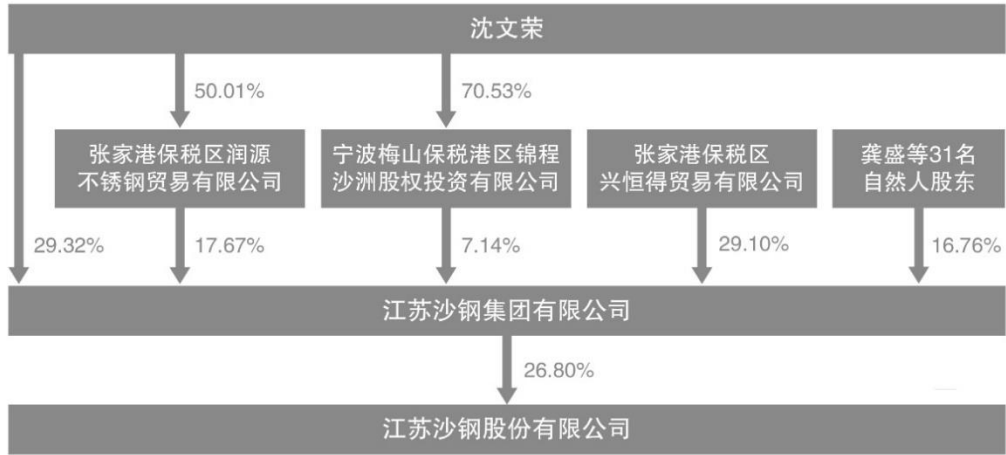 沈文荣
50.01%
70.53%
张家港保税区润源
不锈钢贸易有限公司
宁波梅山保税港区锦程
沙洲股权投资有限公司
张家港保税区
兴恒得贸易有限公司
龚盛等31名
自然人股东
29.32%
17.67%
7.14%
29.10%
16.76%
江苏沙钢集团有限公司
26.80%
江苏沙钢股份有限公司